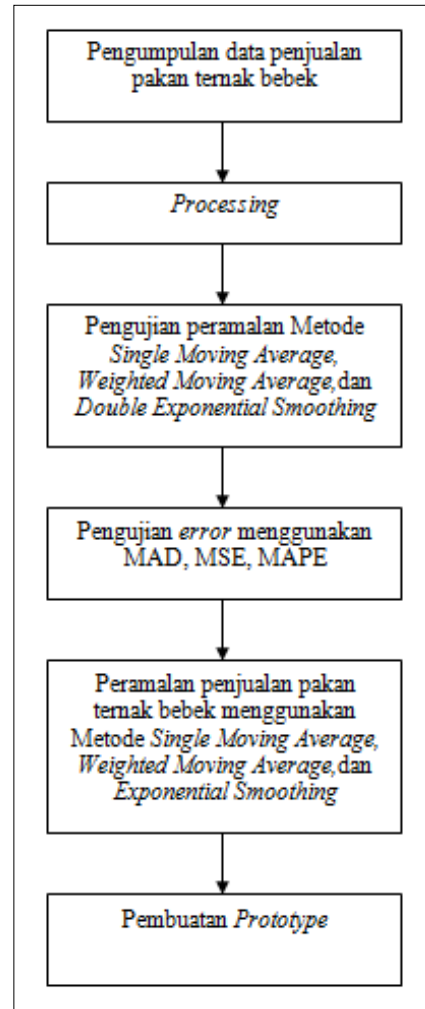 Pengumpulan data penjualan
pakan ternak bebek
Processing
Pengujian peramalan Metode
Single Moving Average,
Weighted Moving Average,dan
Double Exponential Smoothing
Pengujian error menggunakan
MAD, MSE, MAPE
Peramalan penjualan pakan
ternak bebek menggunakan
Metode Single Moving Average,
Weighted Moving Average,dan
Exponential Smoothing
Pembuatan Prototype